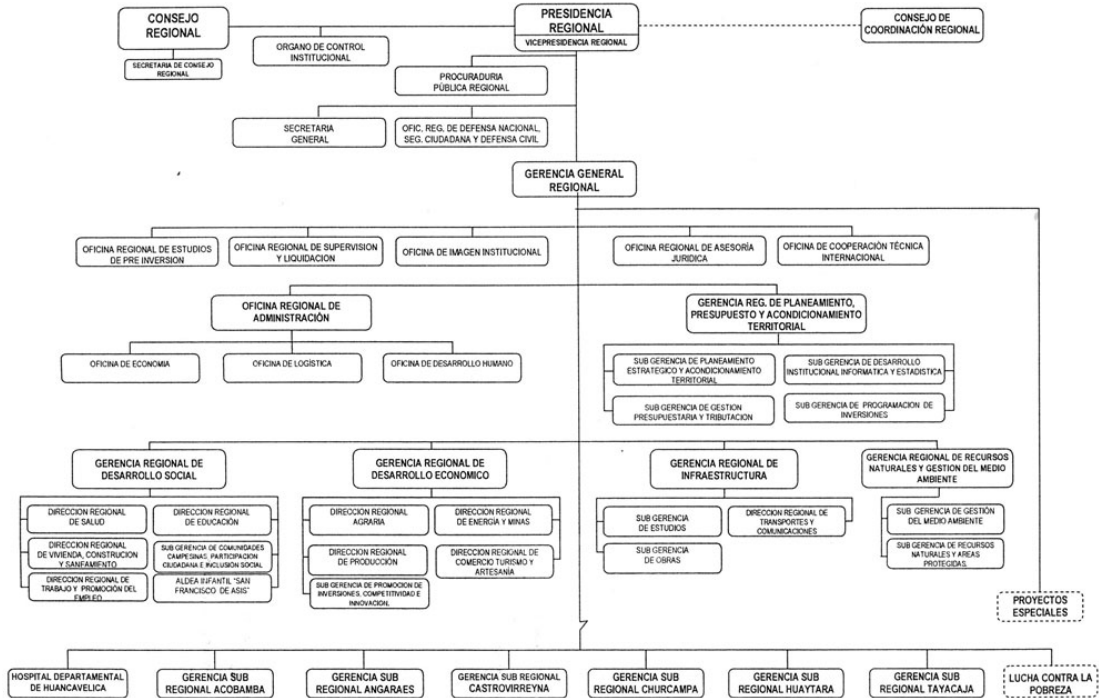 CONSEJO
REGIONAL
SECRETARIA DE CONSEJO
REGIONAL
ORGANO DE CONTROL
INSTITUCIONAL
PRESIDENCIA
REGIONAL
VICEPRESIDENCIA REGIONAL
CONSEJO DE
COORDINACIÓN REGIONAL
PROCURADURIA
PÚBLICA REGIONAL
SECRETARIA
GENERAL
OFIC. REG. DE DEFENSA NACIONAL,
SEG. CIUDADANA Y DEFENSA CIVIL
GERENCIA GENERAL
REGIONAL
OFICINA REGIONAL DE ESTUDIOS
DE PRE INVERSION
OFICINA REGIONAL DE SUPERVISION
Y LIQUIDACION
OFICINA DE IMAGEN INSTITUCIONAL
OFICINA REGIONAL DE ASESORÍA
JURIDICA
OFICINA DE COOPERACIÓN TÉCNICA
INTERNACIONAL
OFICINA REGIONAL DE
ADMINISTRACIÓN
GERENCIA REG. DE PLANEAMIENTO,
PRESUPUESTO Y ACONDICIONAMIENTO
TERRITORIAL
OFICINA DE ECONOMIA
OFICINA DE LOGÍSTICA
OFICINA DE DESARROLLO HUMANO
SUB GERENCIA DE PLANEAMIENTO
ESTRATEGICO Y ACONDICIONAMIENTO
TERRITORIAL
SUB GERENCIA DE DESARROLLO
INSTITUCIONAL INFORMATICA Y ESTADISTICA
SUB GERENCIA DE GESTION
PRESUPUESTARIA Y TRIBUTACION
SUB GERENCIA DE PROGRAMACION DE
INVERSIONES
GERENCIA REGIONAL DE
DESARROLLO SOCIAL
GERENCIA REGIONAL DE
DESARROLLO ECONOMICO
GERENCIA REGIONAL DE
INFRAESTRUCTURA
GERENCIA REGIONAL DE RECURSOS
NATURALES Y GESTION DEL MEDIO
AMBIENTE
DIRECCION REGIONAL
DE SALUD
DIRECCION REGIONAL
DE EDUCACIÓN
DIRECCION REGIONAL
DE VIVIENDA, CONSTRUCION
Y SANEAMIENTO
SUB GERENCIA DE COMUNIDADES
CAMPESINAS, PARTICIPACION
CIUDADANA E INCLUSIÓN SOCIAL
DIRECCION REGIONAL DE
TRABAJO Y PROMOCIÓN DEL
EMPLEO
ALDEA INFANTIL "SAN
FRANCISCO DE ASIS"
DIRECCION REGIONAL
AGRARIA
DIRECCION REGIONAL
DE ENERGIA Y MINAS
DIRECCION REGIONAL
DE PRODUCCIÓN
DIRECCION REGIONAL DE
COMERCIO TURISMO Y
ARTESANÍA
SUB GERENCIA DE PROMOCION DE
INVERSIONES, COMPETITIVIDAD E
INNOVACION.
SUB GERENCIA
DE ESTUDIOS
DIRECCION REGIONAL DE
TRANSPORTES Y
COMUNICACIONES
SUB GERENCIA
DE OBRAS
SUB GERENCIA DE GESTIÓN
DEL MEDIO AMBIENTE
SUB GERENCIA DE RECURSOS
NATURALES Y AREAS
PROTEGIDAS.
PROYECTOS
ESPECIALES
HOSPITAL DEPARTAMENTAL
DE HUANCAVELICA
GERENCIA SUB
REGIONAL ACOBAMBA
GERENCIA SUB
REGIONAL ANGARAES
GERENCIA SUB REGIONAL
CASTROVIRREYNA
GERENCIA SUB
REGIONAL CHURCAMPA
GERENCIA SUB
REGIONAL HUAYTARA
GERENCIA SUB
REGIONAL TAYACAJA
LUCHA CONTRA LA
POBREZA